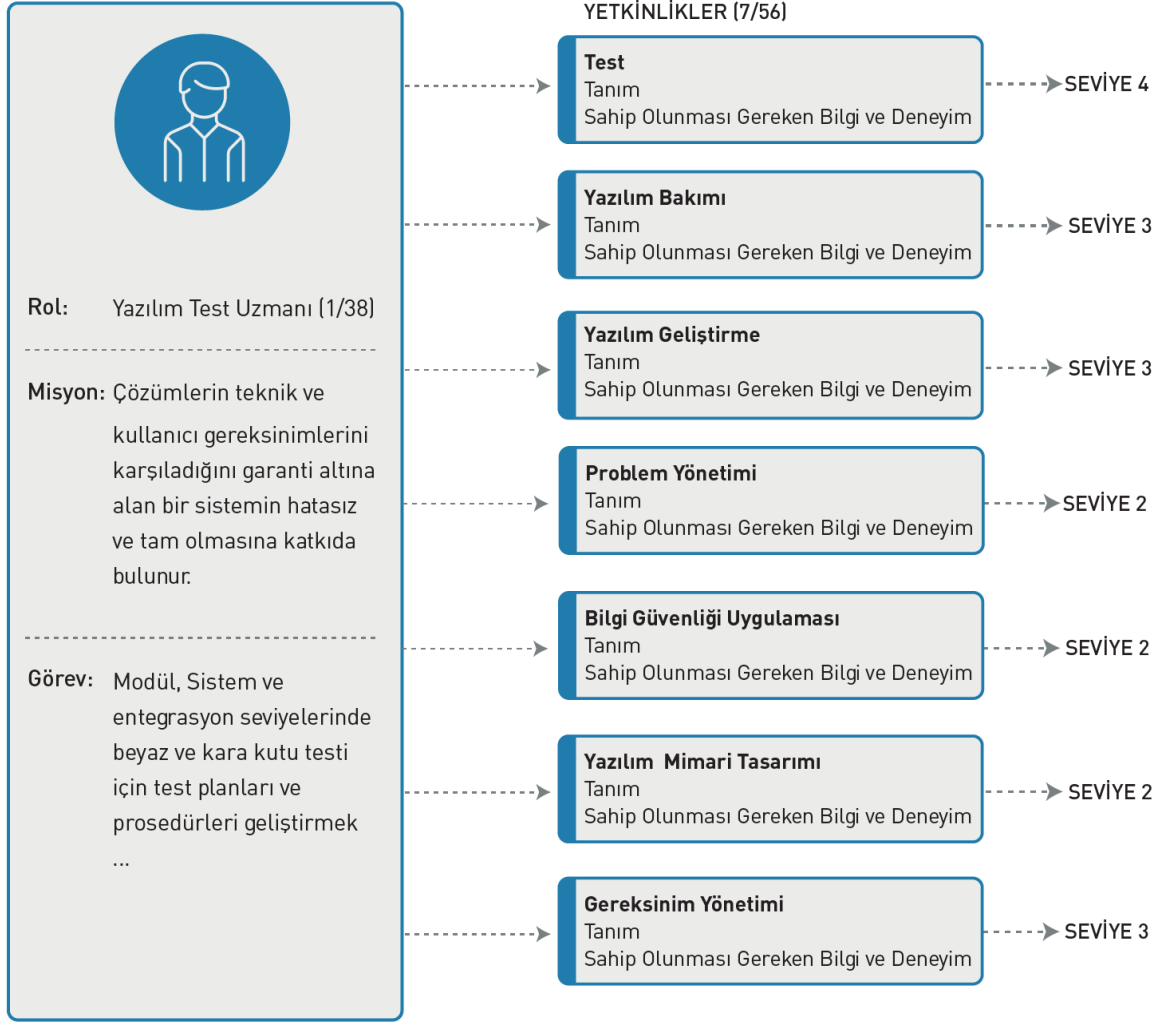 Rol: Yazılım Test Uzmanı (1/38)
Misyon: Çözümlerin teknik ve
kullanıcı gereksinimlerini
karşıladığını garanti altına
alan bir sistemin hatasız
ve tam olmasına katkıda
bulunur.
Görev: Modül, Sistem ve
entegrasyon seviyelerinde
beyaz ve kara kutu testi
için test planları ve
prosedürleri geliştirmek
...
YETKİNLİKLER (7/56)
Test
Tanım
Sahip Olunması Gereken Bilgi ve Deneyim
SEVİYE 4
Yazılım Bakımı
Tanım
Sahip Olunması Gereken Bilgi ve Deneyim
SEVİYE 3
Yazılım Geliştirme
Tanım
Sahip Olunması Gereken Bilgi ve Deneyim
SEVİYE 3
Problem Yönetimi
Tanım
Sahip Olunması Gereken Bilgi ve Deneyim
SEVİYE 2
Bilgi Güvenliği Uygulaması
Tanım
Sahip Olunması Gereken Bilgi ve Deneyim
SEVİYE 2
Yazılım Mimari Tasarımı
Tanım
Sahip Olunması Gereken Bilgi ve Deneyim
SEVİYE 2
Gereksinim Yönetimi
Tanım
Sahip Olunması Gereken Bilgi ve Deneyim
SEVİYE 3